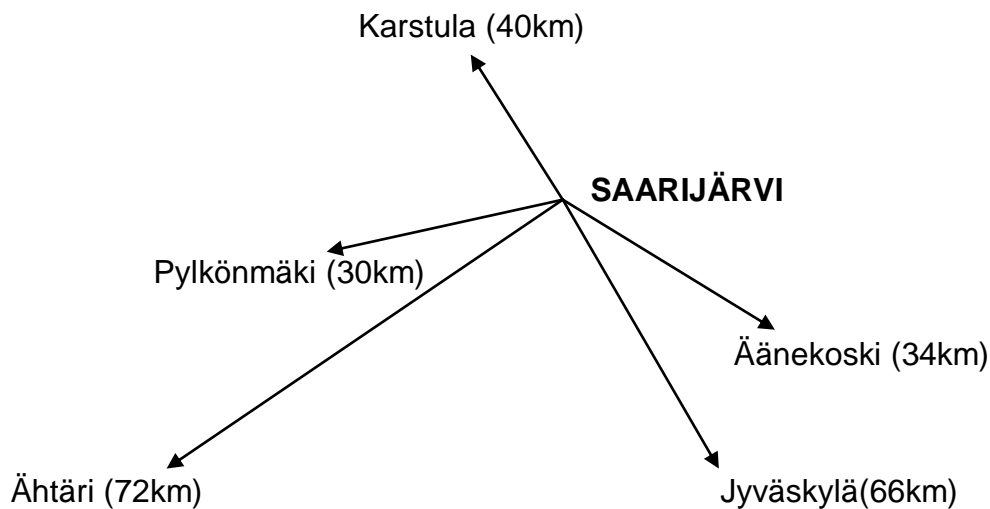 Karstula (40km)
SAARIJÄRVI
Pylkönmäki (30km)
Äänekoski (34km)
Ähtäri (72km)
Jyväskylä(66km)